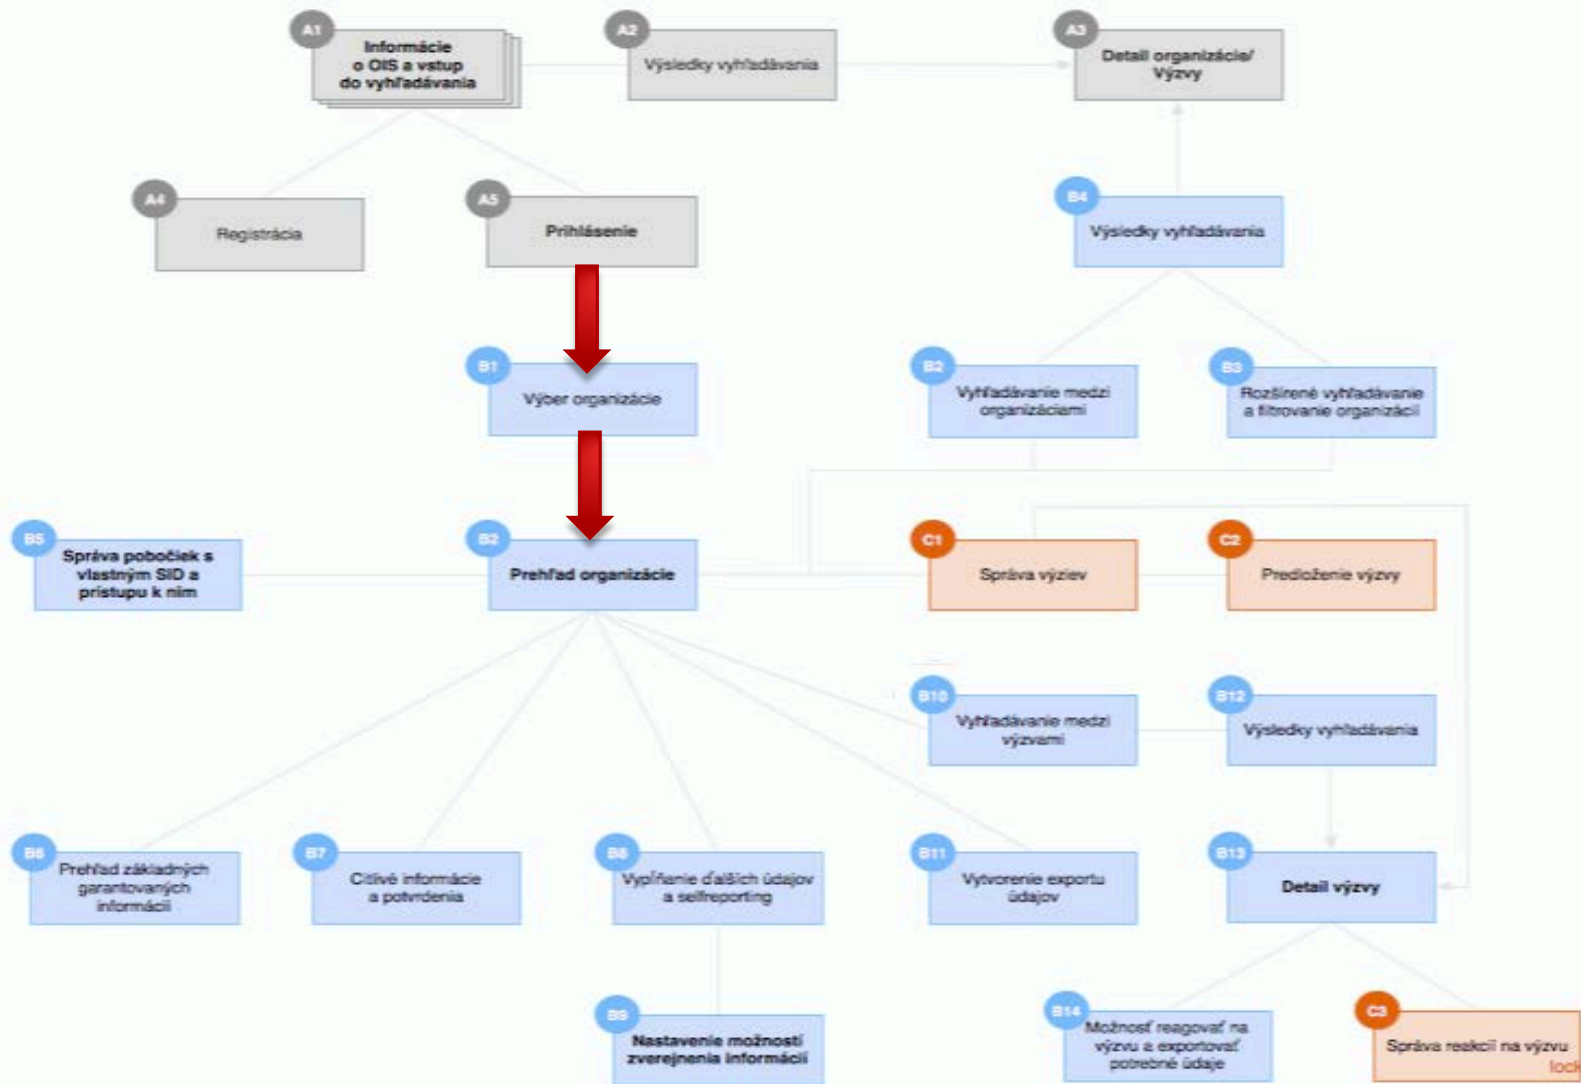 A1
Informácie
o OIS a vstup
do vyhľadávania
A2
Výsledky vyhľadávania
A3
Detail organizácie/
Výzvy
A4
Registrácia
A5
Prihlásenie
B4
Výsledky vyhľadávania
B1
Výber organizácie
B2
Vyhľadávanie medzi
organizáciami
B3
Rozšírené vyhľadávanie
a filtrovanie organizácií
B5
Správa pobočiek s
vlastným SID a
prístupu k nim
B2
Prehľad organizácie
C1
Správa výziev
C2
Predloženie výzvy
B10
Vyhľadávanie medzi
výzvami
B12
Výsledky vyhľadávania
B6
Prehľad základných
garantovaných
informácií
B7
Citlivé informácie
a potvrdenia
B8
Vypĺňanie ďalších údajov
a selfreporting
B11
Vytvorenie exportu
údajov
B13
Detail výzvy
B9
Nastavenie možností
zverejnenia informácií
B14
Možnosť reagovať na
výzvu a exportovať
potrebné údaje
C3
Správa reakcií na výzvu
lock